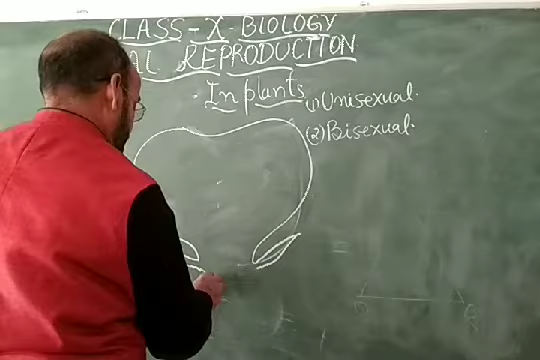 CLASS - X - BIOLOGY
AL REPRODUCTION
- In plants
(1) Unisexual.
(2) Bisexual.